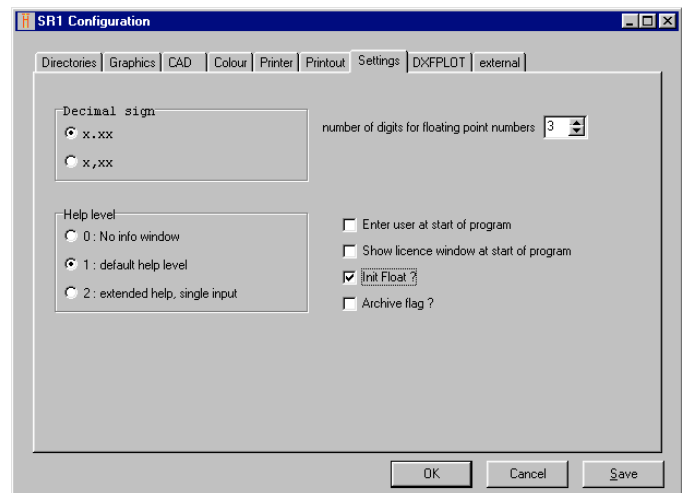 SR1 Configuration
Directories Graphics CAD Colour Printer Printout Settings DXFPLOT external
Decimal sign
x.xx
x,xx
number of digits for floating point numbers 3
Help level
0 : No info window
1 : default help level
2 : extended help, single input
Enter user at start of program
Show licence window at start of program
Init Float ?
Archive flag ?
OK Cancel Save